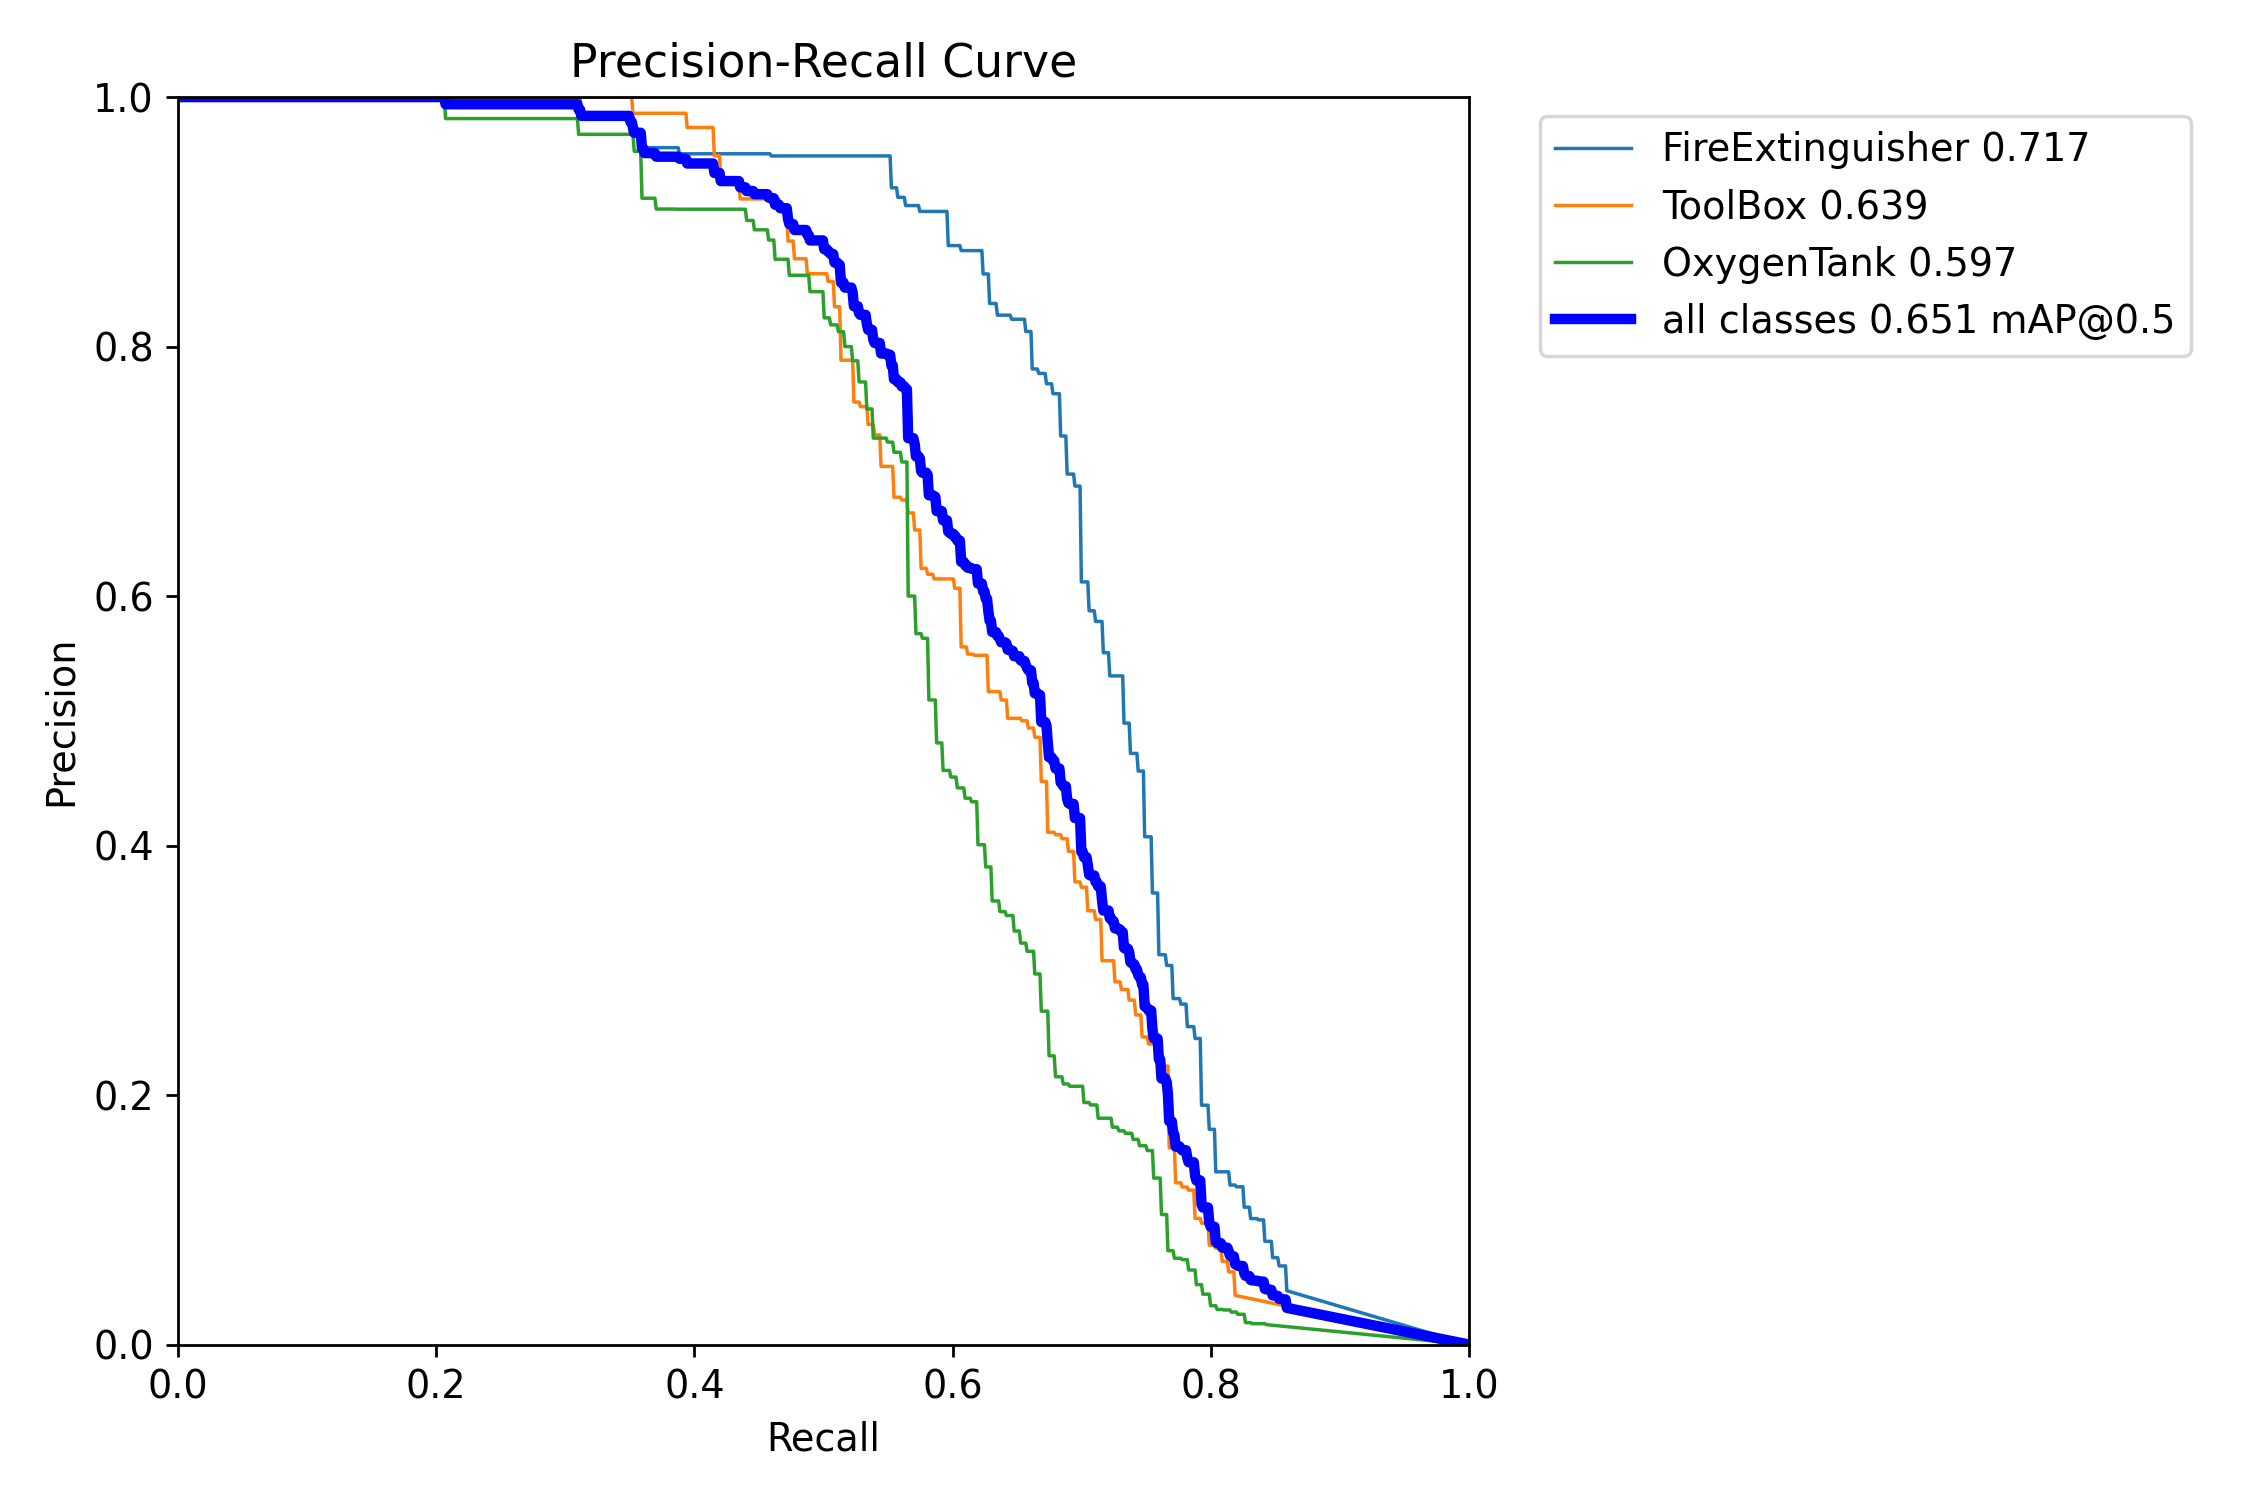 Precision-Recall Curve
1.0
0.8
0.6
0.4
0.2
0.0
Precision
0.0 0.2 0.4 0.6 0.8 1.0
Recall
FireExtinguisher 0.717
ToolBox 0.639
OxygenTank 0.597
all classes 0.651 mAP@0.5